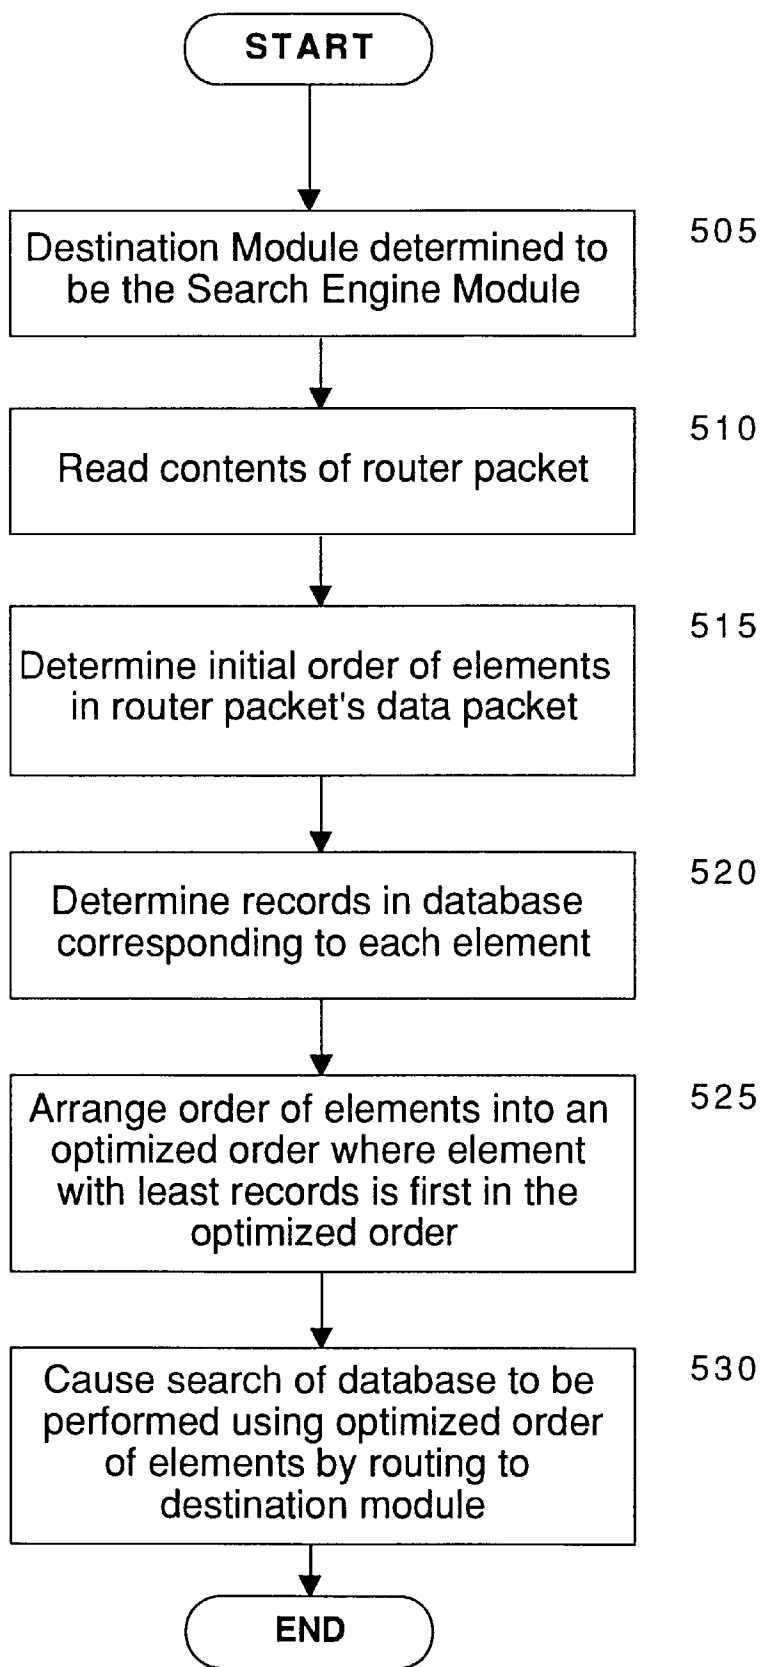 START
505
Destination Module determined to
be the Search Engine Module
510
Read contents of router packet
515
Determine initial order of elements
in router packet's data packet
520
Determine records in database
corresponding to each element
525
Arrange order of elements into an
optimized order where element
with least records is first in the
optimized order
530
Cause search of database to be
performed using optimized order
of elements by routing to
destination module
END